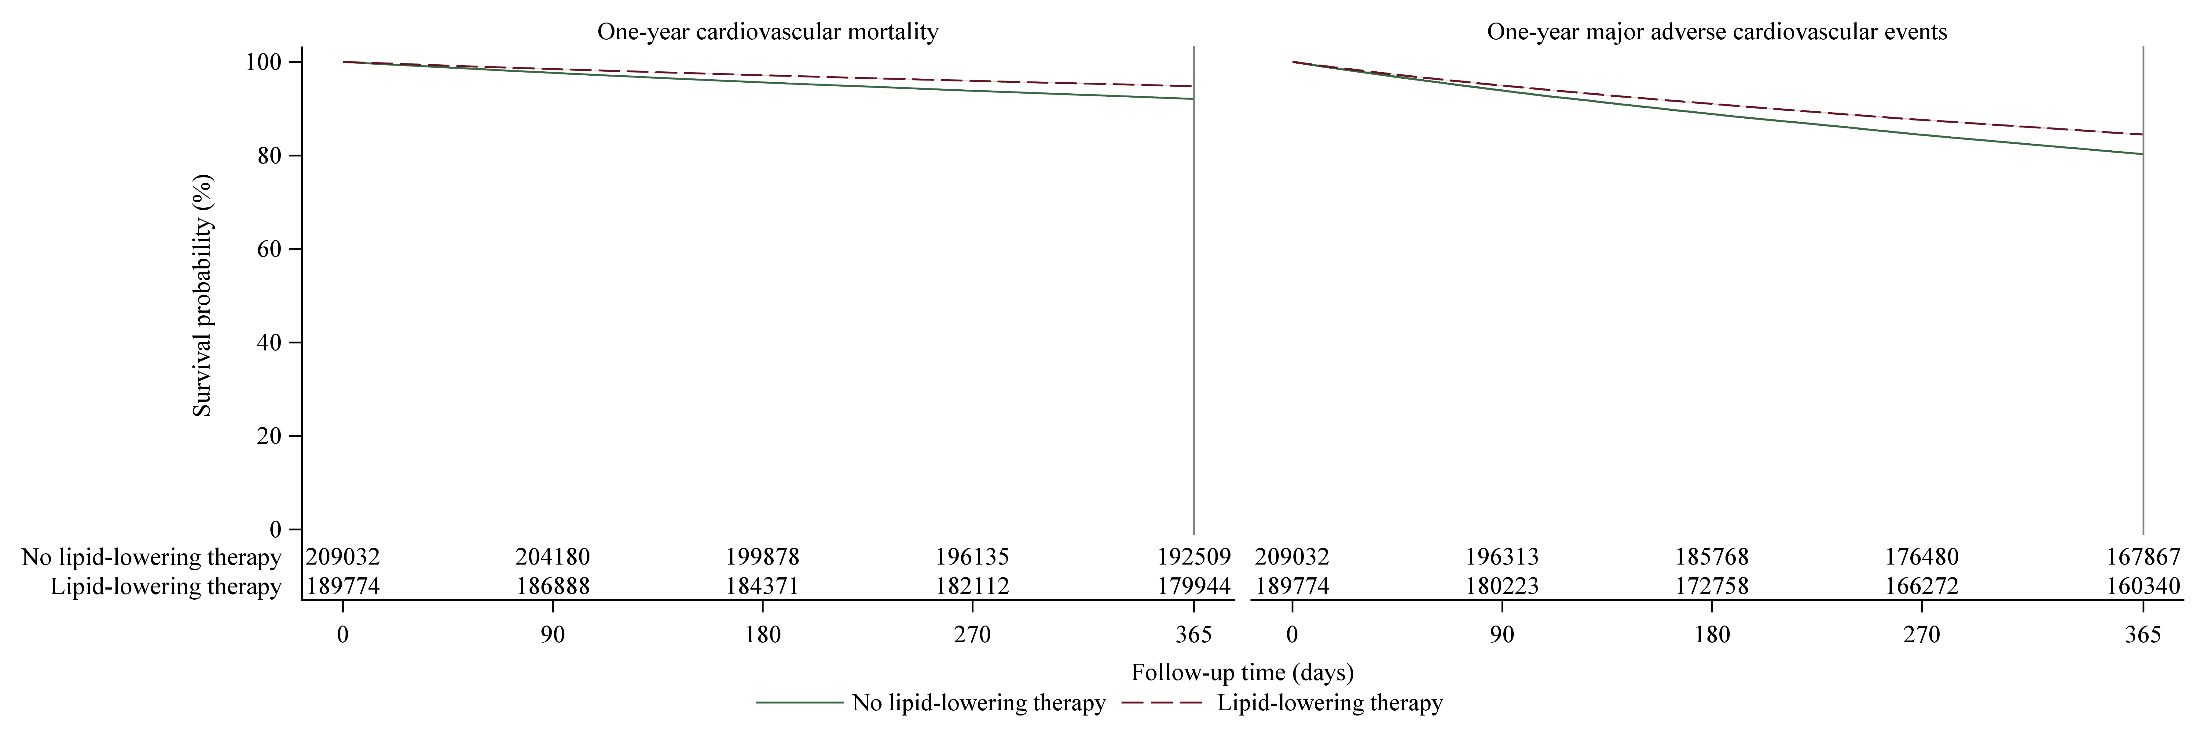 One-year cardiovascular mortality
One-year major adverse cardiovascular events
Survival probability (%)
100
80
60
40
20
0
No lipid-lowering therapy 209032 204180 199878 196135 192509 209032 196313 185768 176480 167867
Lipid-lowering therapy 189774 186888 184371 182112 179944 189774 180223 172758 166272 160340
0 90 180 270 365 0 90 180 270 365
Follow-up time (days)
No lipid-lowering therapy Lipid-lowering therapy